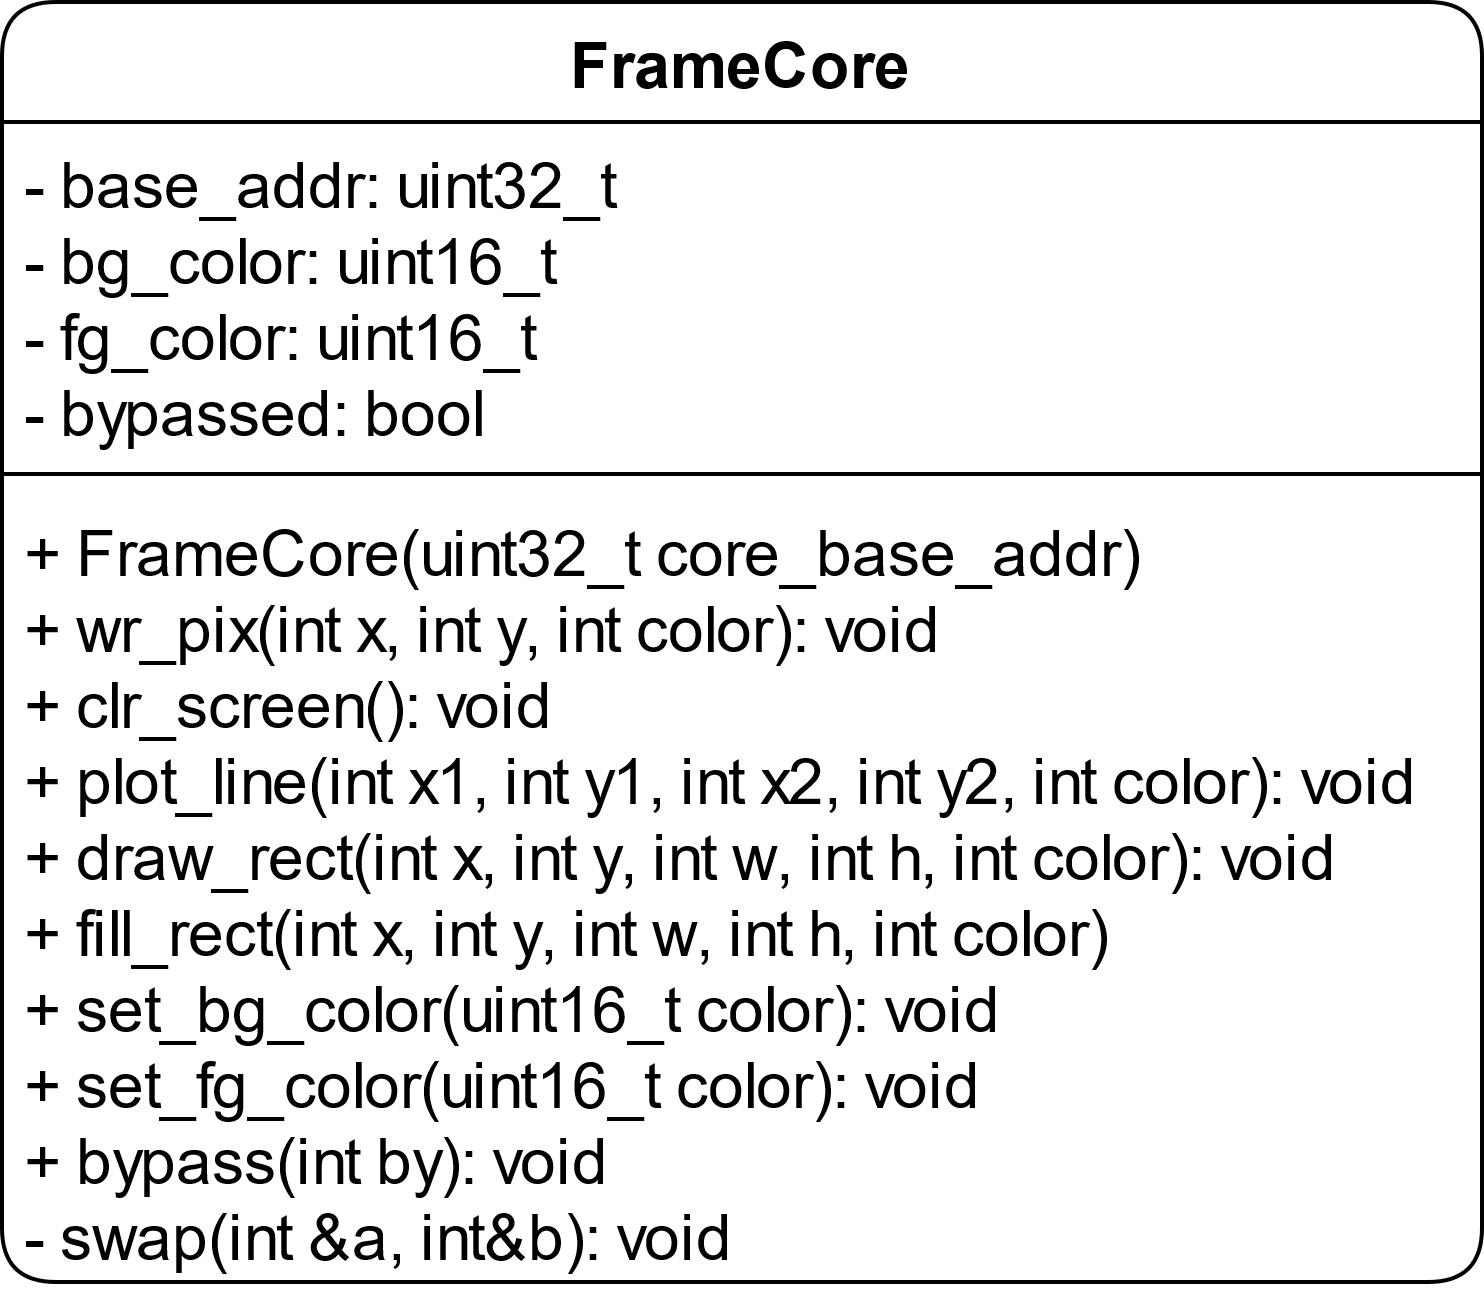 FrameCore
- base_addr: uint32_t
- bg_color: uint16_t
- fg_color: uint16_t
- bypassed: bool
+ FrameCore(uint32_t core_base_addr)
+ wr_pix(int x, int y, int color): void
+ clr_screen(): void
+ plot_line(int x1, int y1, int x2, int y2, int color): void
+ draw_rect(int x, int y, int w, int h, int color): void
+ fill_rect(int x, int y, int w, int h, int color)
+ set_bg_color(uint16_t color): void
+ set_fg_color(uint16_t color): void
+ bypass(int by): void
- swap(int &a, int&b): void